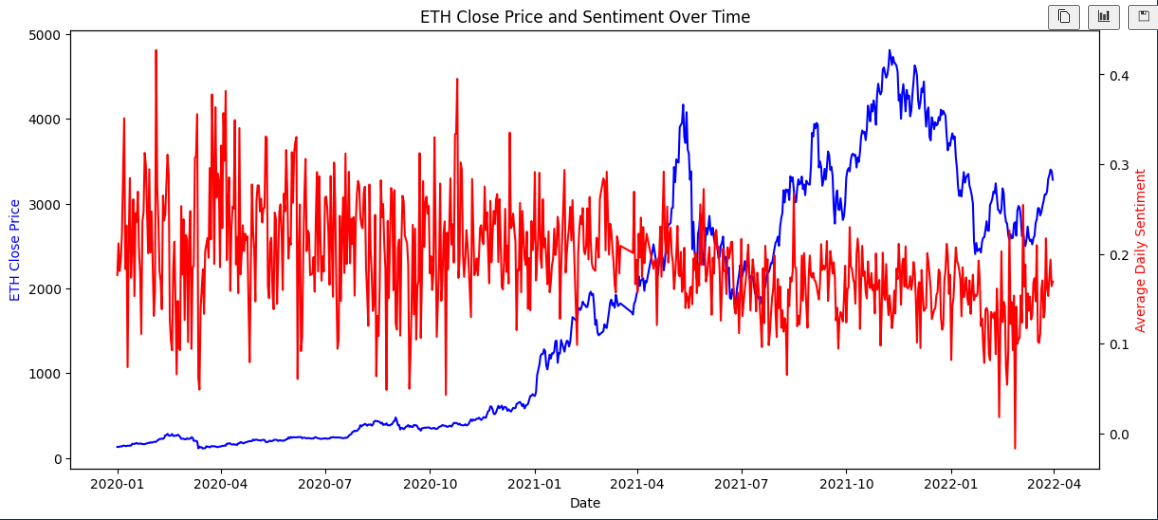 ETH Close Price and Sentiment Over Time
5000
4000
3000
2000
1000
0
ETH Close Price
0.4
0.3
0.2
0.1
0.0
Average Daily Sentiment
2020-01 2020-04 2020-07 2020-10 2021-01 2021-04 2021-07 2021-10 2022-01 2022-04
Date